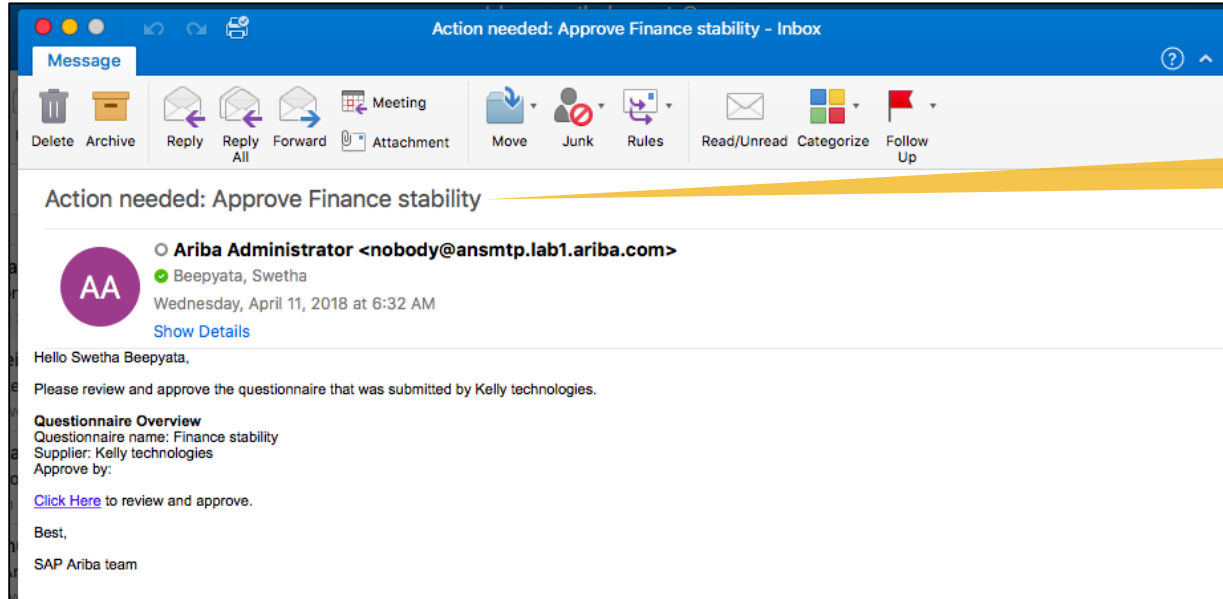 Action needed: Approve Finance stability - Inbox
Message
Delete
Archive
Reply
Reply All
Forward
Meeting
Attachment
Move
Junk
Rules
Read/Unread
Categorize
Follow Up
Action needed: Approve Finance stability
AA
Ariba Administrator <nobody@ansmtp.lab1.ariba.com>
Beepyata, Swetha
Wednesday, April 11, 2018 at 6:32 AM
Show Details
Hello Swetha Beepyata,
Please review and approve the questionnaire that was submitted by Kelly technologies.
Questionnaire Overview
Questionnaire name: Finance stability
Supplier: Kelly technologies
Approve by:
Click Here to review and approve.
Best,
SAP Ariba team